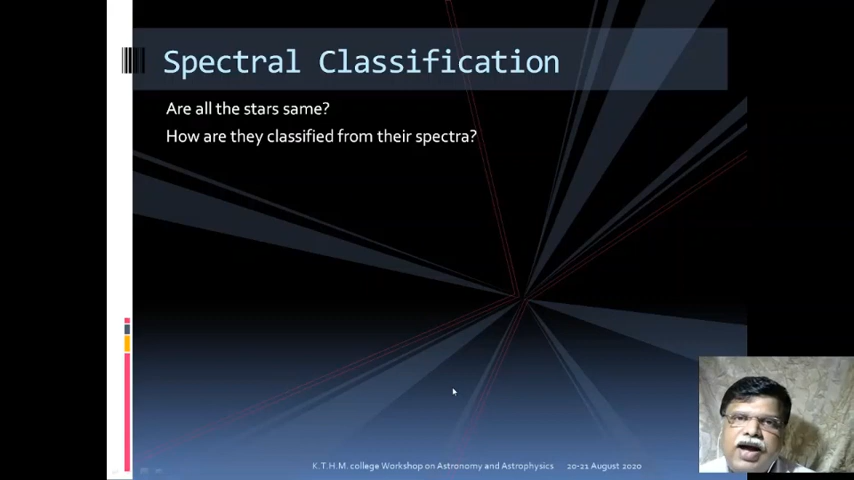 Spectral Classification
Are all the stars same?
How are they classified from their spectra?
K.T.H.M. college Workshop on Astronomy and Astrophysics 20-21 August 2020